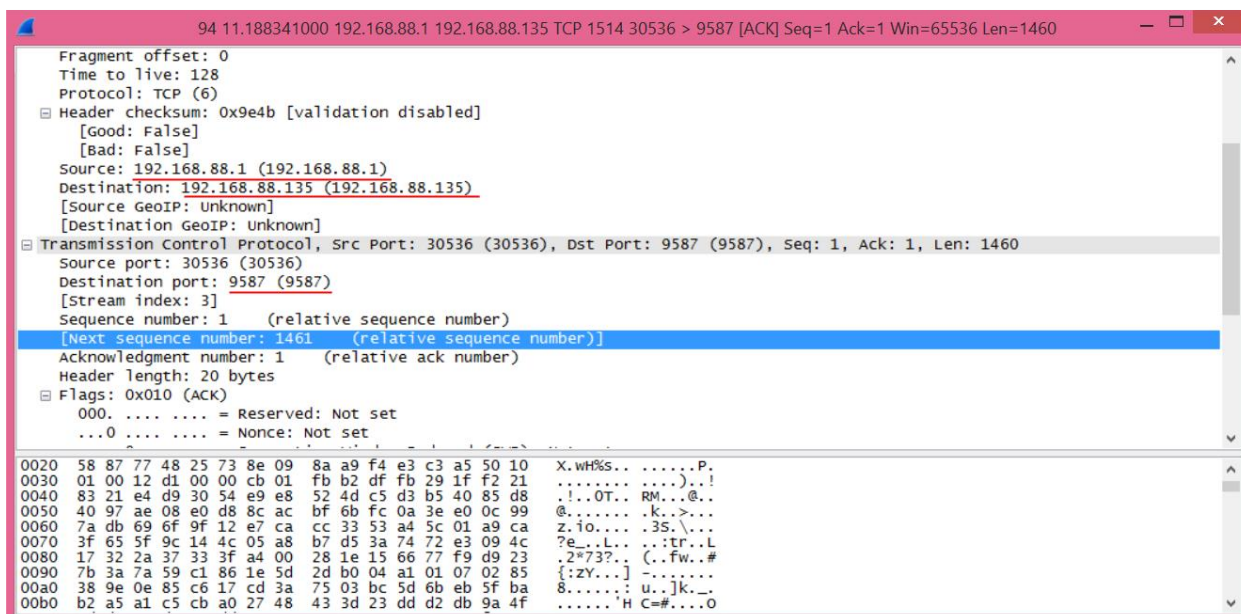 94 11.188341000 192.168.88.1 192.168.88.135 TCP 1514 30536 > 9587 [ACK] Seq=1 Ack=1 Win=65536 Len=1460
Fragment offset: 0
Time to live: 128
Protocol: TCP (6)
Header checksum: 0x9e4b [validation disabled]
[Good: False]
[Bad: False]
Source: 192.168.88.1 (192.168.88.1)
Destination: 192.168.88.135 (192.168.88.135)
[Source GeoIP: Unknown]
[Destination GeoIP: Unknown]
Transmission Control Protocol, Src Port: 30536 (30536), Dst Port: 9587 (9587), Seq: 1, Ack: 1, Len: 1460
Source port: 30536 (30536)
Destination port: 9587 (9587)
[Stream index: 3]
Sequence number: 1    (relative sequence number)
[Next sequence number: 1461    (relative sequence number)]
Acknowledgment number: 1    (relative ack number)
Header length: 20 bytes
Flags: 0x010 (ACK)
000. .... .... = Reserved: Not set
...0 .... .... = Nonce: Not set
0020  58 87 77 48 25 73 8e 09  8a a9 f4 e3 c3 a5 50 10   X.wH%s.. ......P.
0030  01 00 12 d1 00 00 cb 01  fb b2 df fb 29 1f f2 21   ........ ....)..!
0040  83 21 e4 d9 30 54 e9 e8  52 4d c5 d3 b5 40 85 d8   .!..0T.. RM...@..
0050  40 97 ae 08 e0 d8 8c ac  bf 6b fc 0a 3e e0 0c 99   @....... .k..>...
0060  7a db 69 6f 9f 12 e7 ca  cc 33 53 a4 5c 01 a9 ca   z.io.... .3S.\...
0070  3f 65 5f 9c 14 4c 05 a8  b7 d5 3a 74 72 e3 09 4c   ?e_..L.. ..:tr..L
0080  17 32 2a 37 33 3f a4 00  28 1e 15 66 77 f9 d9 23   .2*73?.. (..fw..#
0090  7b 3a 7a 59 c1 86 1e 5d  2d b0 04 a1 01 07 02 85   {:zY...] -.......
00a0  38 9e 0e 85 c6 17 cd 3a  75 03 bc 5d 6b eb 5f ba   8......: u..]k._.
00b0  b2 a5 a1 c5 cb a0 27 48  43 3d 23 dd d2 db 9a 4f   ......'H C=#....O